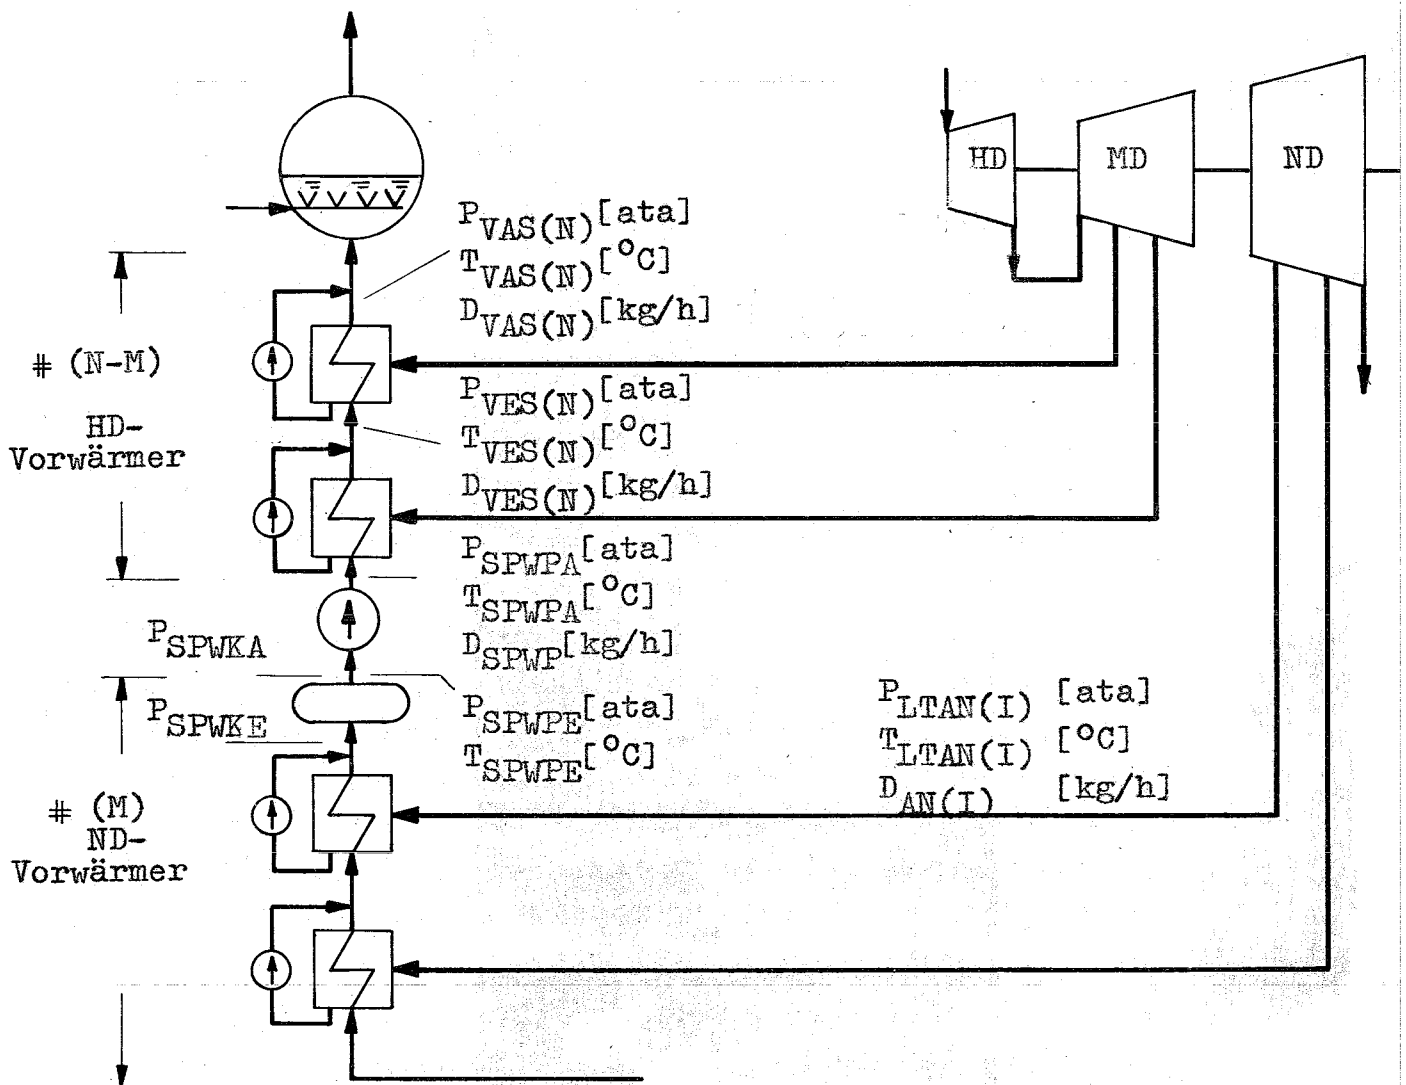 HD MD ND
P_VAS(N) [ata]
T_VAS(N) [°C]
D_VAS(N) [kg/h]
# (N-M)
HD-
Vorwärmer
P_VES(N) [ata]
T_VES(N) [°C]
D_VES(N) [kg/h]
P_SPWPA [ata]
T_SPWPA [°C]
D_SPWP [kg/h]
P_SPWKA
P_SPWKE
P_SPWPE [ata]
T_SPWPE [°C]
P_LTAN(I) [ata]
T_LTAN(I) [°C]
D_AN(I) [kg/h]
# (M)
ND-
Vorwärmer